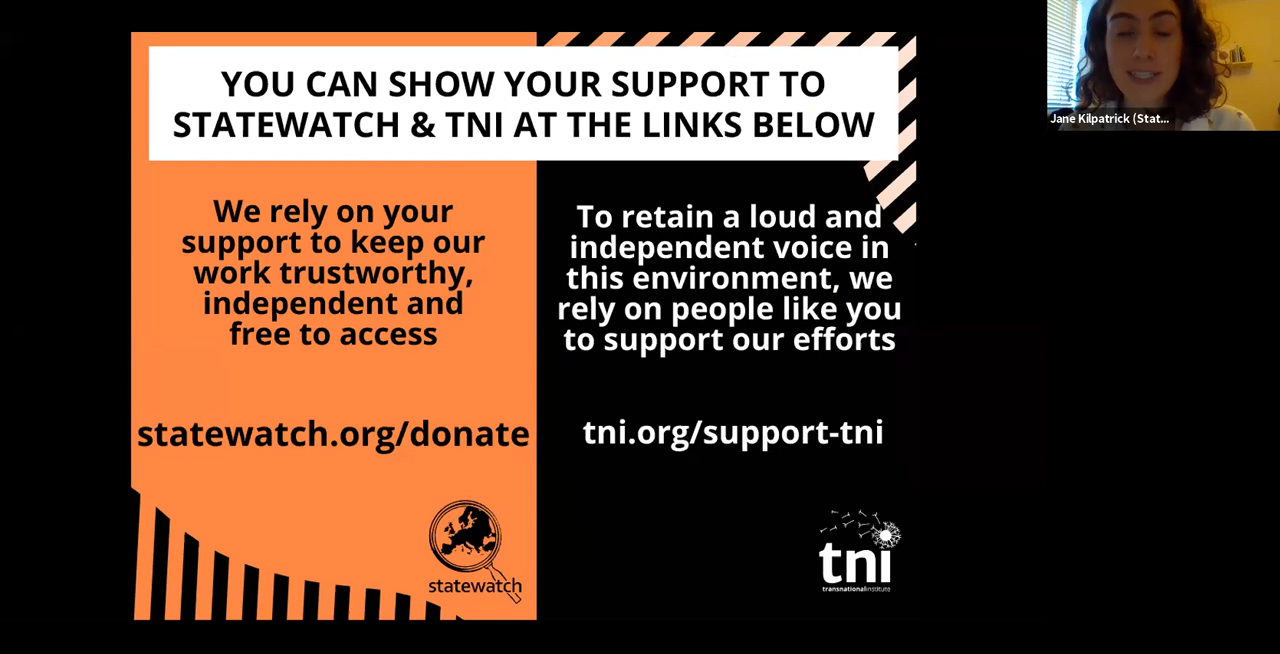 YOU CAN SHOW YOUR SUPPORT TO
STATEWATCH & TNI AT THE LINKS BELOW
We rely on your
support to keep our
work trustworthy,
independent and
free to access
statewatch.org/donate
statewatch
To retain a loud and
independent voice in
this environment, we
rely on people like you
to support our efforts
tni.org/support-tni
tni
transnationalinstitute
Jane Kilpatrick (Stat...